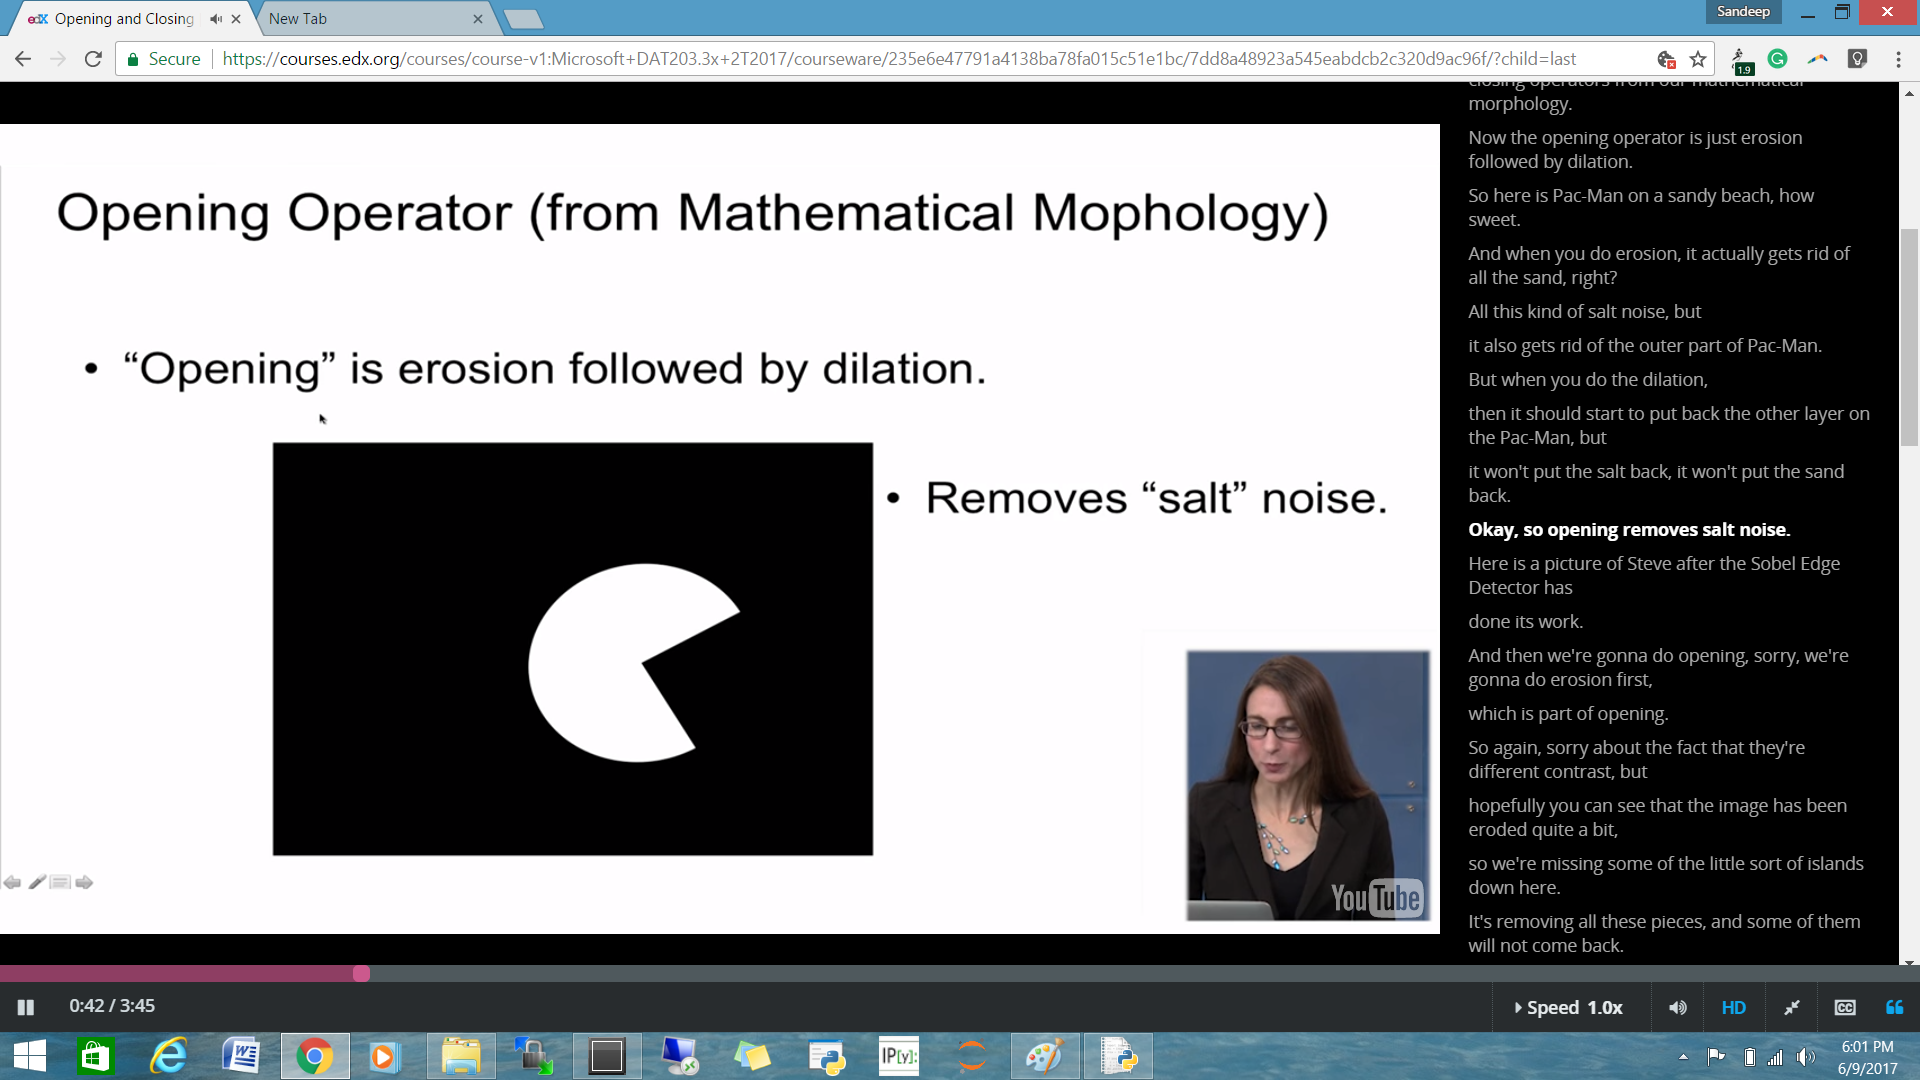 edX Opening and Closing
New Tab
Sandeep
Secure
https://courses.edx.org/courses/course-v1:Microsoft+DAT203.3x+2T2017/courseware/235e6e47791a4138ba78fa015c51e1bc/7dd8a48923a545eabdcb2c320d9ac96f/?child=last
1.9
Opening Operator (from Mathematical Mophology)
• “Opening” is erosion followed by dilation.
• Removes “salt” noise.
YouTube
closing operators from our mathematical
morphology.
Now the opening operator is just erosion
followed by dilation.
So here is Pac-Man on a sandy beach, how
sweet.
And when you do erosion, it actually gets rid of
all the sand, right?
All this kind of salt noise, but
it also gets rid of the outer part of Pac-Man.
But when you do the dilation,
then it should start to put back the other layer on
the Pac-Man, but
it won't put the salt back, it won't put the sand
back.
Okay, so opening removes salt noise.
Here is a picture of Steve after the Sobel Edge
Detector has
done its work.
And then we're gonna do opening, sorry, we're
gonna do erosion first,
which is part of opening.
So again, sorry about the fact that they're
different contrast, but
hopefully you can see that the image has been
eroded quite a bit,
so we're missing some of the little sort of islands
down here.
It's removing all these pieces, and some of them
will not come back.
0:42 / 3:45
Speed 1.0x
HD
CC
IP[y]:
6:01 PM
6/9/2017